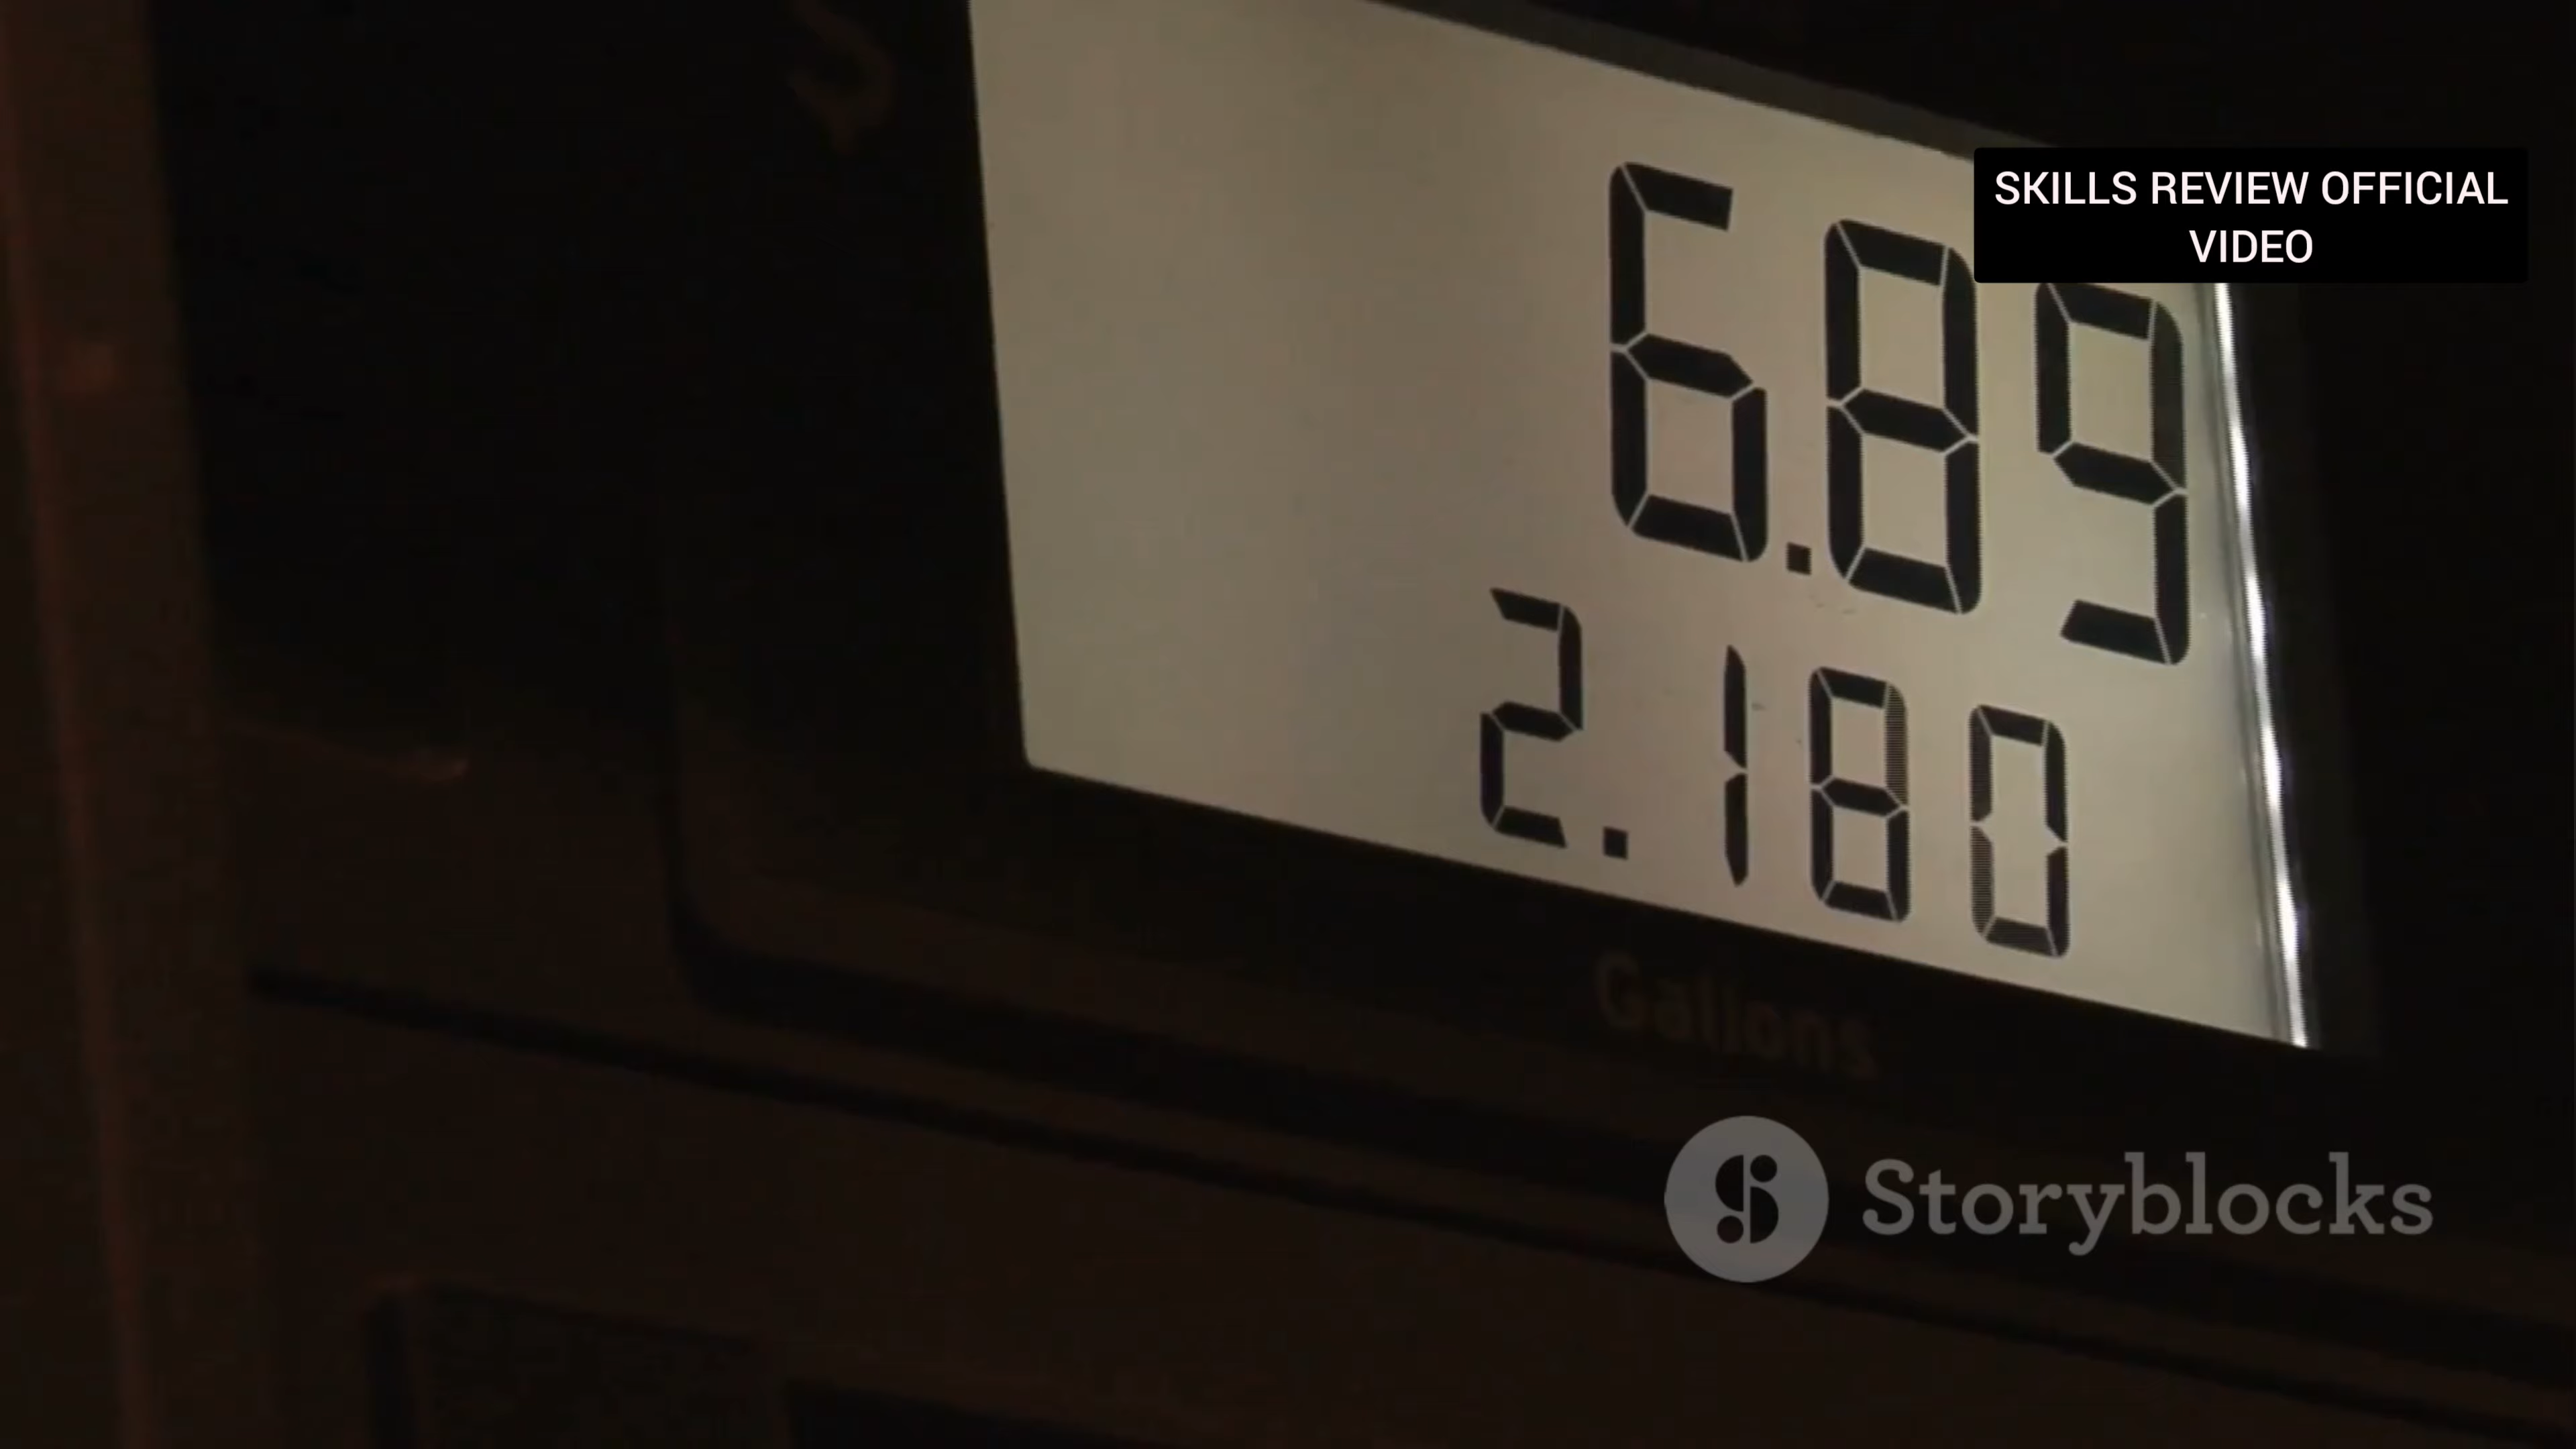 SKILLS REVIEW OFFICIAL
VIDEO
6.89
2.180
Gallons
Storyblocks